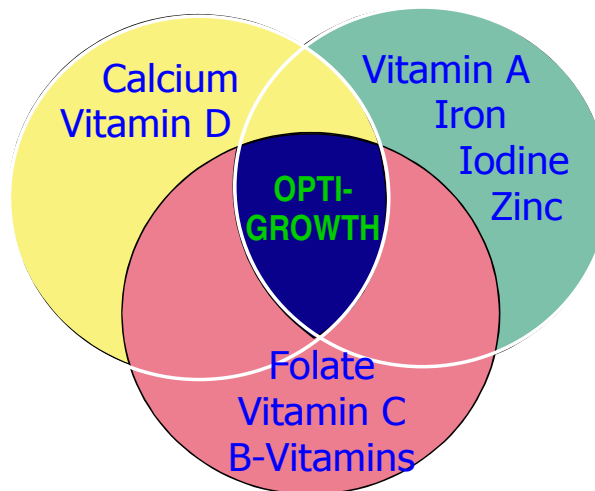 Calcium
Vitamin D
Vitamin A
Iron
Iodine
Zinc
OPTI-
GROWTH
Folate
Vitamin C
B-Vitamins